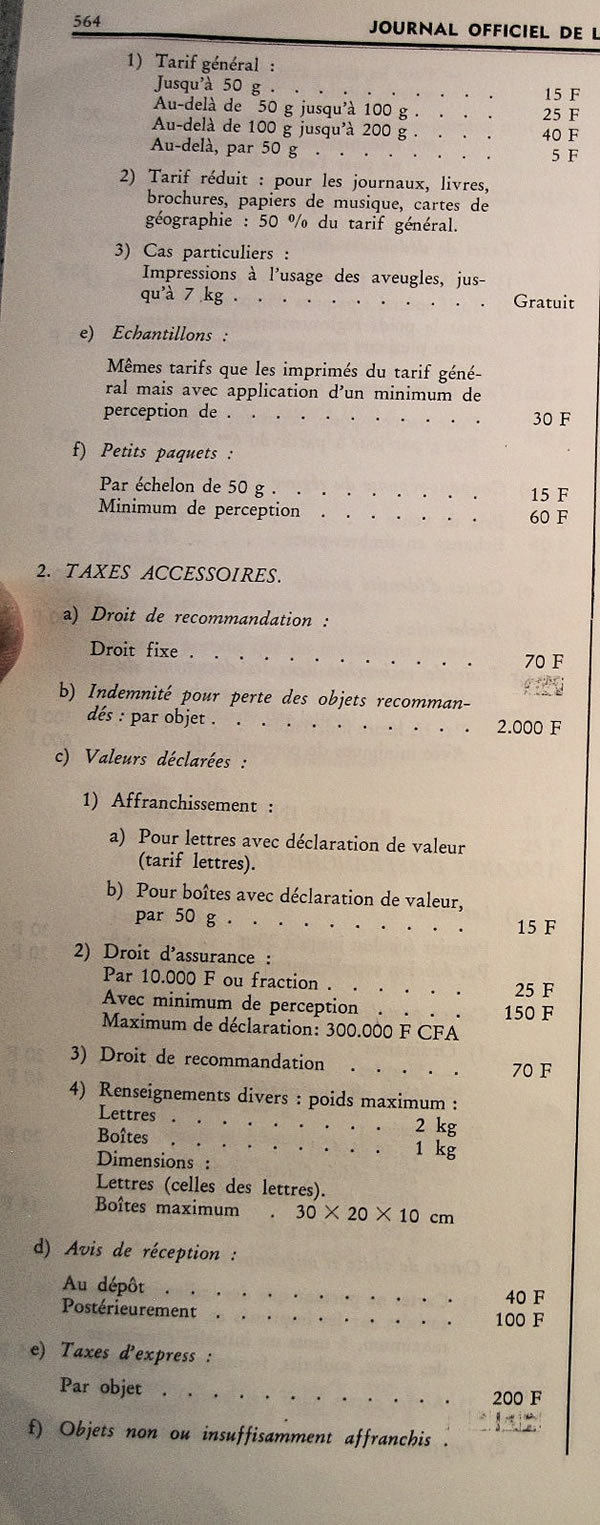 564
JOURNAL OFFICIEL DE L
1) Tarif général :
Jusqu'à 50 g . . . . . . . . . . . 15 F
Au-delà de 50 g jusqu'à 100 g . . . . 25 F
Au-delà de 100 g jusqu'à 200 g . . . . 40 F
Au-delà, par 50 g . . . . . . . . 5 F
2) Tarif réduit : pour les journaux, livres,
brochures, papiers de musique, cartes de
géographie : 50 % du tarif général.
3) Cas particuliers :
Impressions à l'usage des aveugles, jus-
qu'à 7 kg . . . . . . . . . . . . Gratuit
e) Echantillons :
Mêmes tarifs que les imprimés du tarif géné-
ral mais avec application d'un minimum de
perception de . . . . . . . . . . . 30 F
f) Petits paquets :
Par échelon de 50 g . . . . . . . . . 15 F
Minimum de perception . . . . . . . 60 F
2. TAXES ACCESSOIRES.
a) Droit de recommandation :
Droit fixe . . . . . . . . . . . . . 70 F
b) Indemnité pour perte des objets recomman-
dés : par objet . . . . . . . . . . . 2.000 F
c) Valeurs déclarées :
1) Affranchissement :
a) Pour lettres avec déclaration de valeur
(tarif lettres).
b) Pour boîtes avec déclaration de valeur,
par 50 g . . . . . . . . . . 15 F
2) Droit d'assurance :
Par 10.000 F ou fraction . . . . . . 25 F
Avec minimum de perception . . . . 150 F
Maximum de déclaration: 300.000 F CFA
3) Droit de recommandation . . . . . 70 F
4) Renseignements divers : poids maximum :
Lettres . . . . . . . . . . 2 kg
Boîtes . . . . . . . . . . 1 kg
Dimensions :
Lettres (celles des lettres).
Boîtes maximum . 30 × 20 × 10 cm
d) Avis de réception :
Au dépôt . . . . . . . . . . . . 40 F
Postérieurement . . . . . . . . . . 100 F
e) Taxes d'express :
Par objet . . . . . . . . . . . . 200 F
f) Objets non ou insuffisamment affranchis .